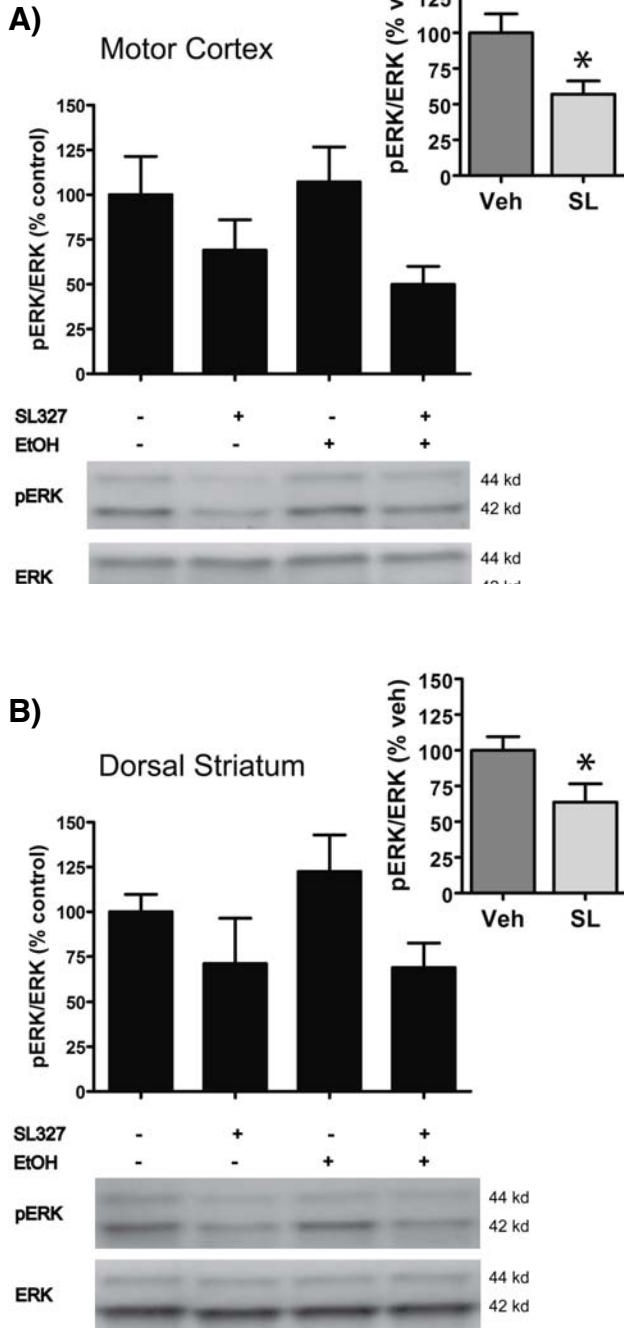 A)
Motor Cortex
pERK/ERK (% control)
150
125
100
75
50
25
0
pERK/ERK (% v
125
100
75
50
25
0
Veh SL
*
SL327 - + - +
EtOH - - + +
pERK
44 kd
42 kd
ERK
44 kd
B)
Dorsal Striatum
pERK/ERK (% control)
150
125
100
75
50
25
0
pERK/ERK (% veh)
150
125
100
75
50
25
0
Veh SL
*
SL327 - + - +
EtOH - - + +
pERK
44 kd
42 kd
ERK
44 kd
42 kd